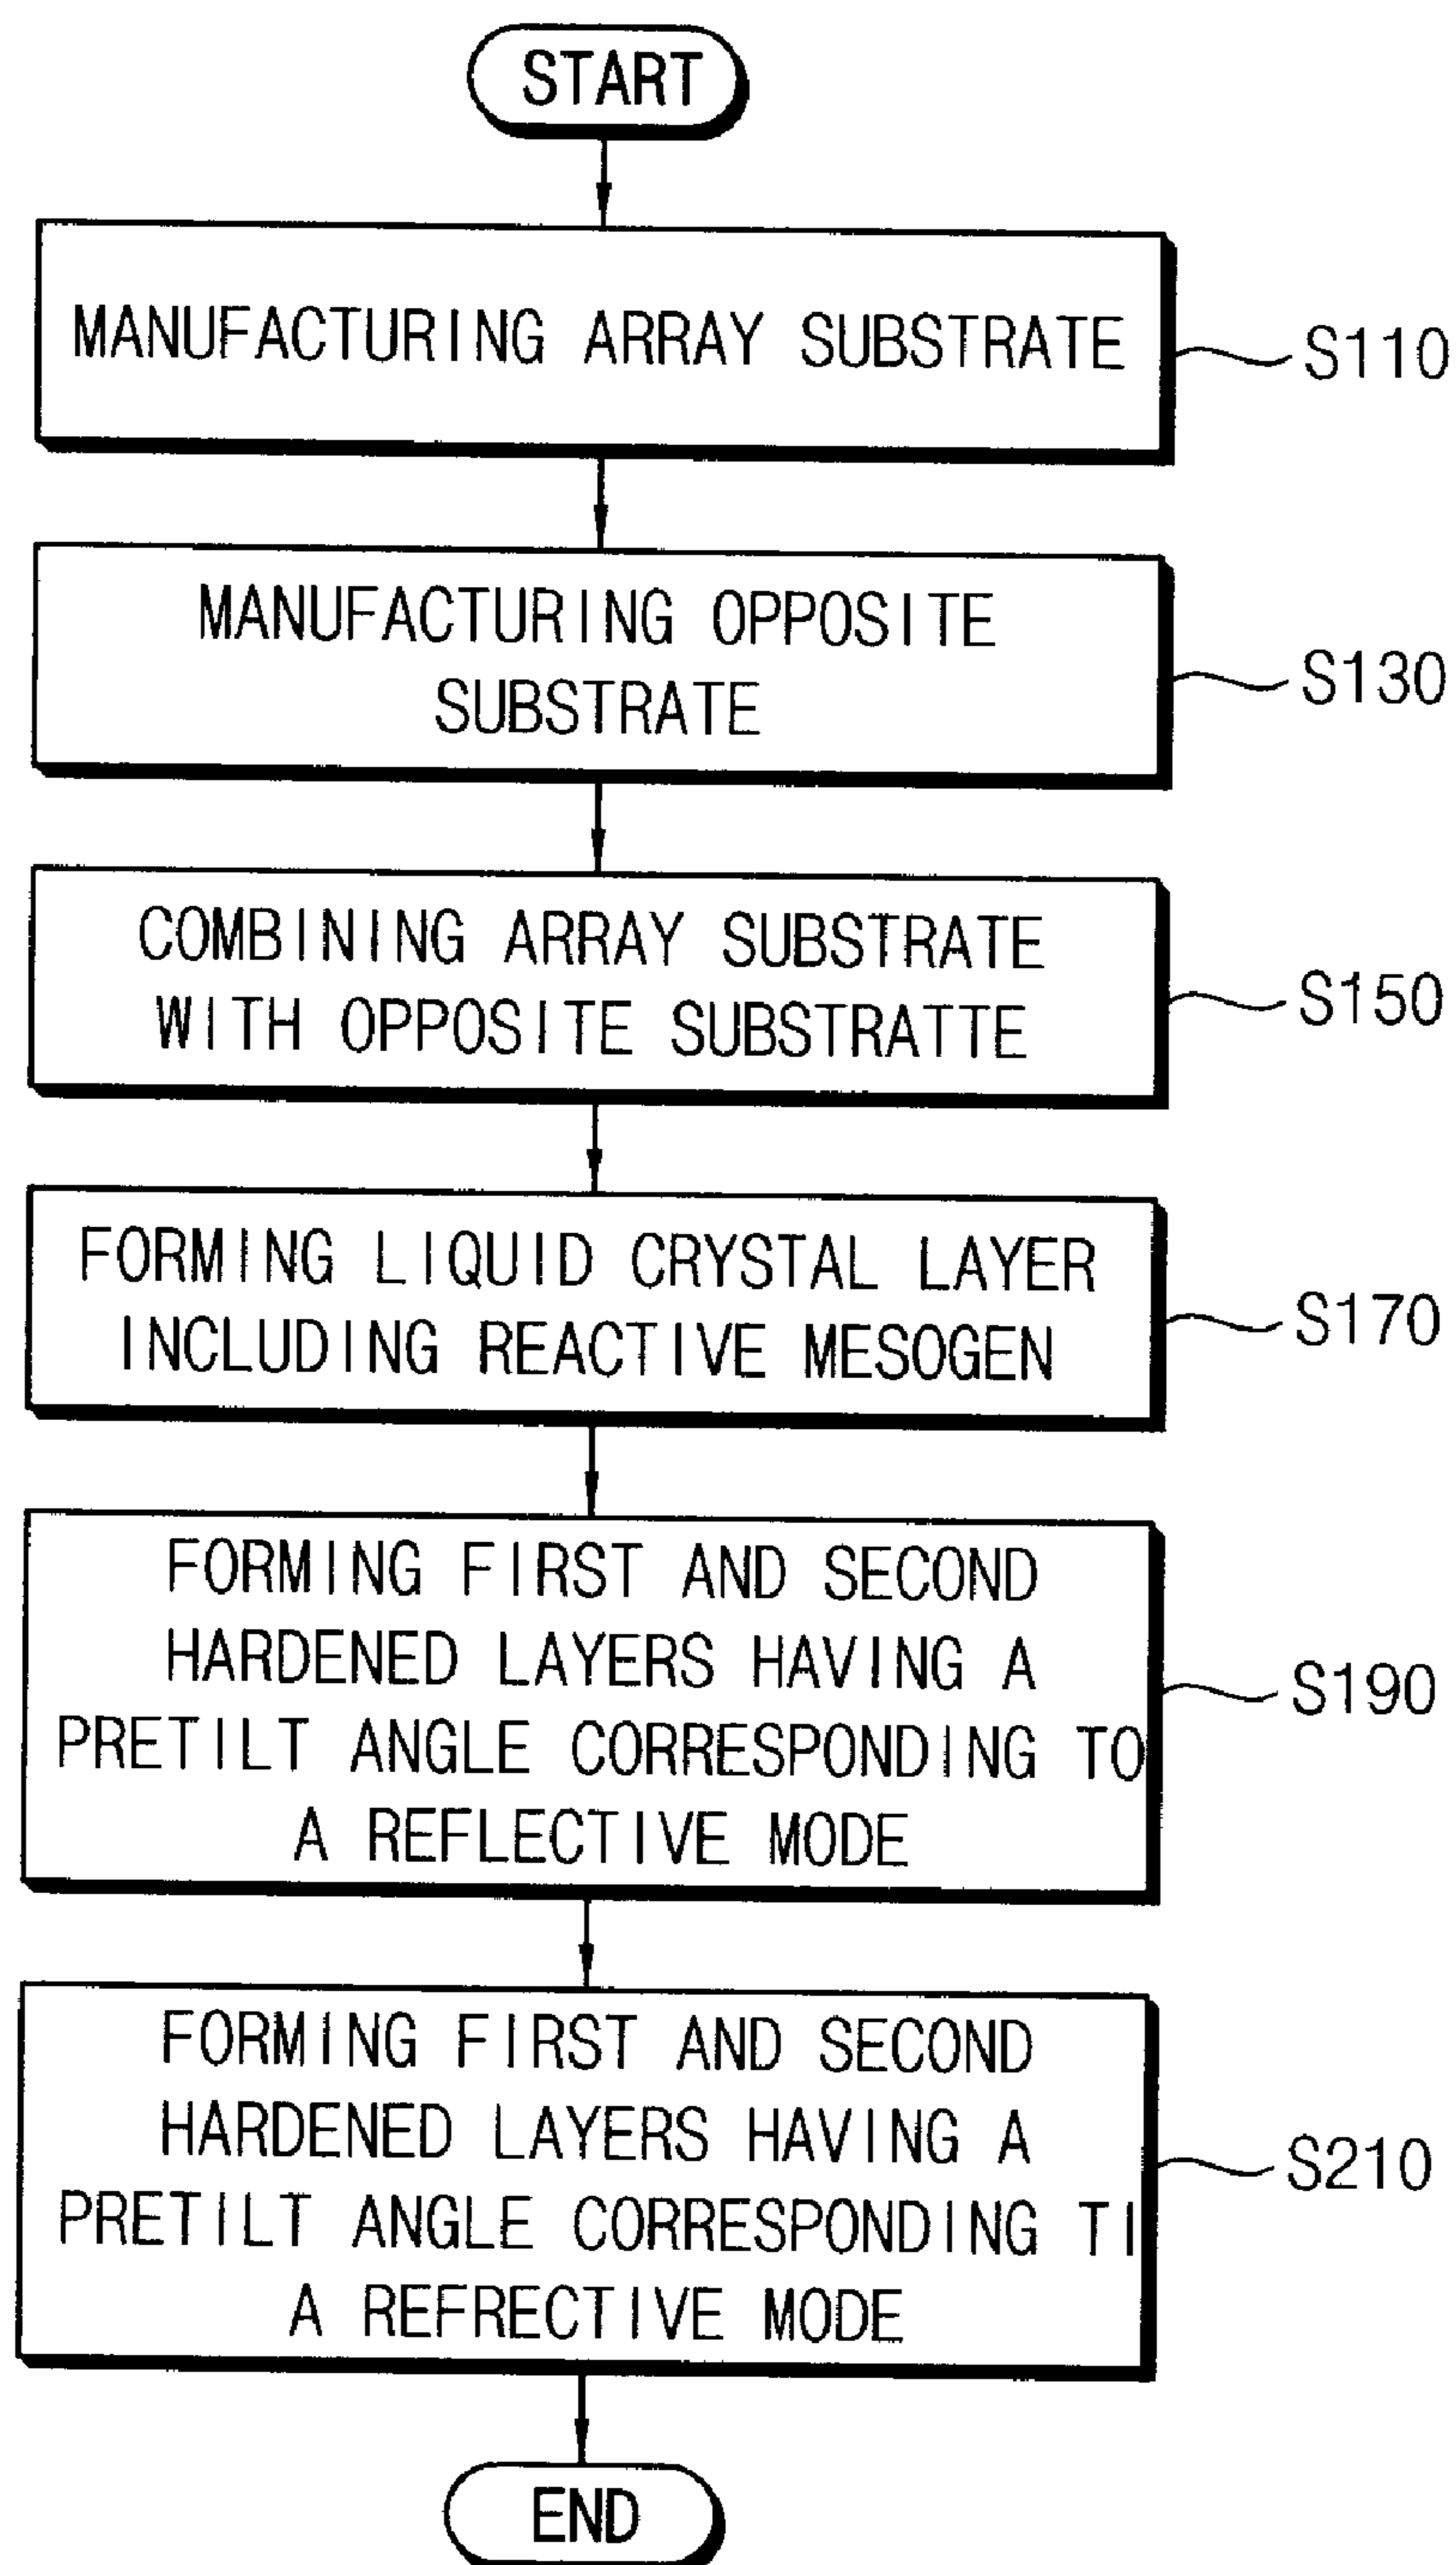 START
MANUFACTURING ARRAY SUBSTRATE
S110
MANUFACTURING OPPOSITE
SUBSTRATE
S130
COMBINING ARRAY SUBSTRATE
WITH OPPOSITE SUBSTRATTE
S150
FORMING LIQUID CRYSTAL LAYER
INCLUDING REACTIVE MESOGEN
S170
FORMING FIRST AND SECOND
HARDENED LAYERS HAVING A
PRETILT ANGLE CORRESPONDING TO
A REFLECTIVE MODE
S190
FORMING FIRST AND SECOND
HARDENED LAYERS HAVING A
PRETILT ANGLE CORRESPONDING TI
A REFRECTIVE MODE
S210
END